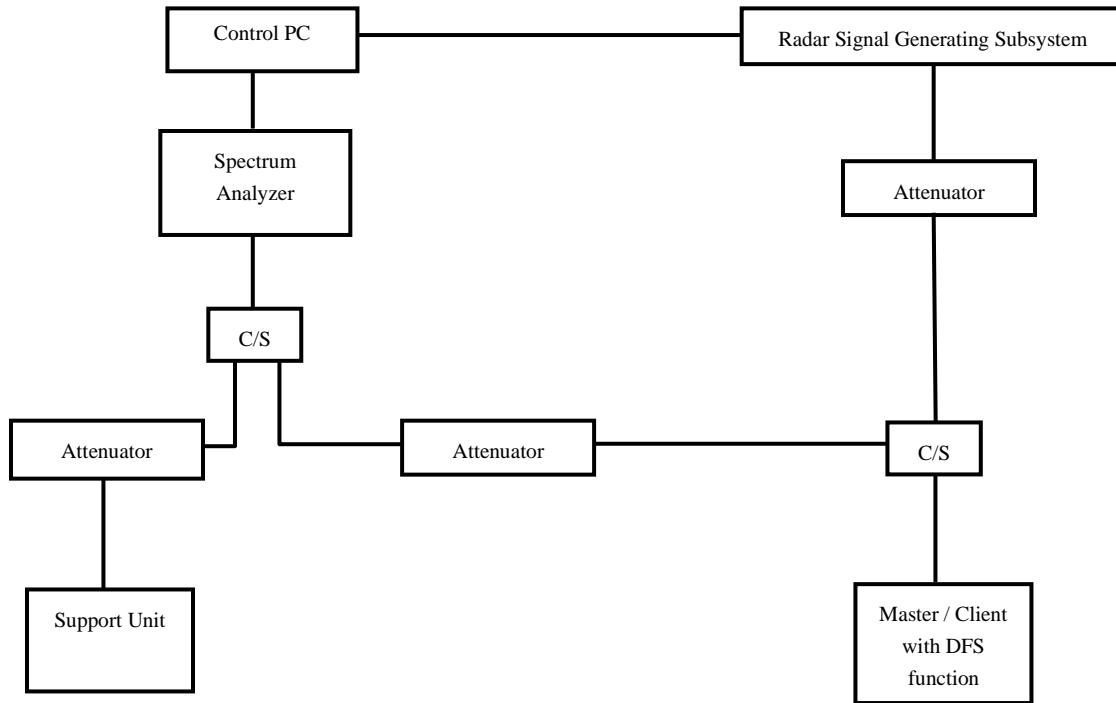 Control PC
Radar Signal Generating Subsystem
Spectrum
Analyzer
Attenuator
C/S
Attenuator
Attenuator
C/S
Support Unit
Master / Client
with DFS
function